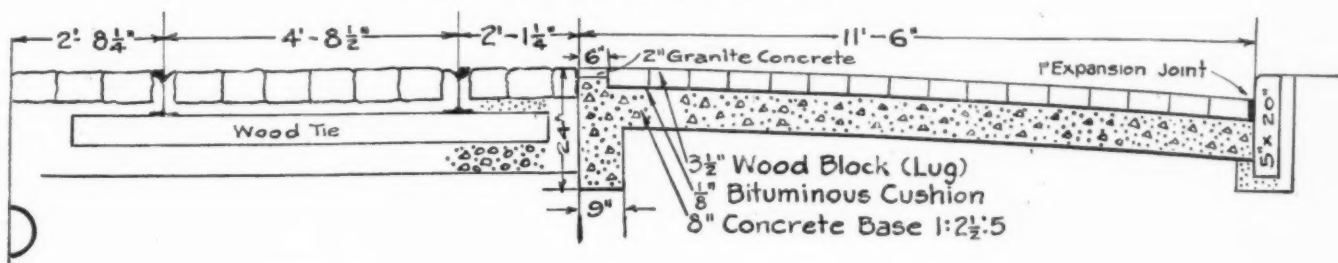 2'- 8¼" 4'- 8½" 2'- 1¼" 11'- 6"
6" 2" Granite Concrete
1" Expansion Joint
Wood Tie
24"
5" x 20"
3½" Wood Block (Lug)
⅛" Bituminous Cushion
9"
8" Concrete Base 1:2½:5